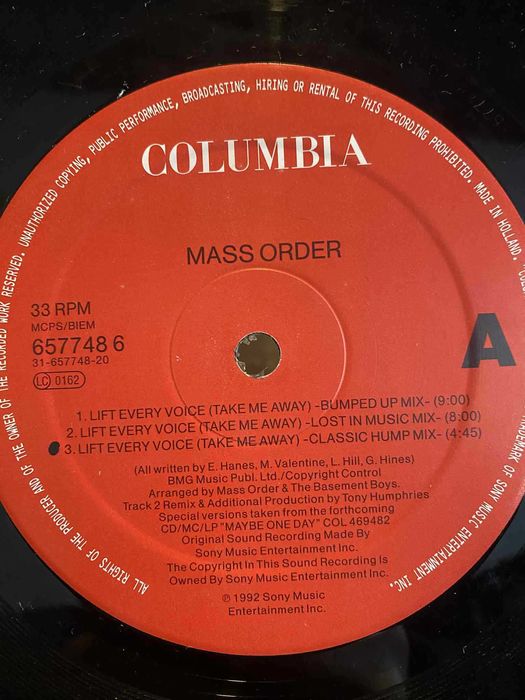 ALL RIGHTS OF THE PRODUCER AND OF THE OWNER OF THE RECORDED WORK RESERVED. UNAUTHORIZED COPYING, PUBLIC PERFORMANCE, BROADCASTING, HIRING OR RENTAL OF THIS RECORDING PROHIBITED. MADE IN HOLLAND.
TRADEMARK OF SONY MUSIC ENTERTAINMENT INC.
COLUMBIA
MASS ORDER
33 RPM
MCPS/BIEM
657748 6
31-657748-20
LC 0162
A
1. LIFT EVERY VOICE (TAKE ME AWAY) -BUMPED UP MIX- (9:00)
2. LIFT EVERY VOICE (TAKE ME AWAY) -LOST IN MUSIC MIX- (8:00)
3. LIFT EVERY VOICE (TAKE ME AWAY) -CLASSIC HUMP MIX- (4:45)
(All written by E. Hanes, M. Valentine, L. Hill, G. Hines)
BMG Music Publ. Ltd./Copyright Control
Arranged by Mass Order & The Basement Boys.
Track 2 Remix & Additional Production by Tony Humphries
Special versions taken from the forthcoming
CD/MC/LP "MAYBE ONE DAY" COL 469482
Original Sound Recording Made By
Sony Music Entertainment Inc.
The Copyright In This Sound Recording Is
Owned By Sony Music Entertainment Inc.
℗ 1992 Sony Music
Entertainment Inc.